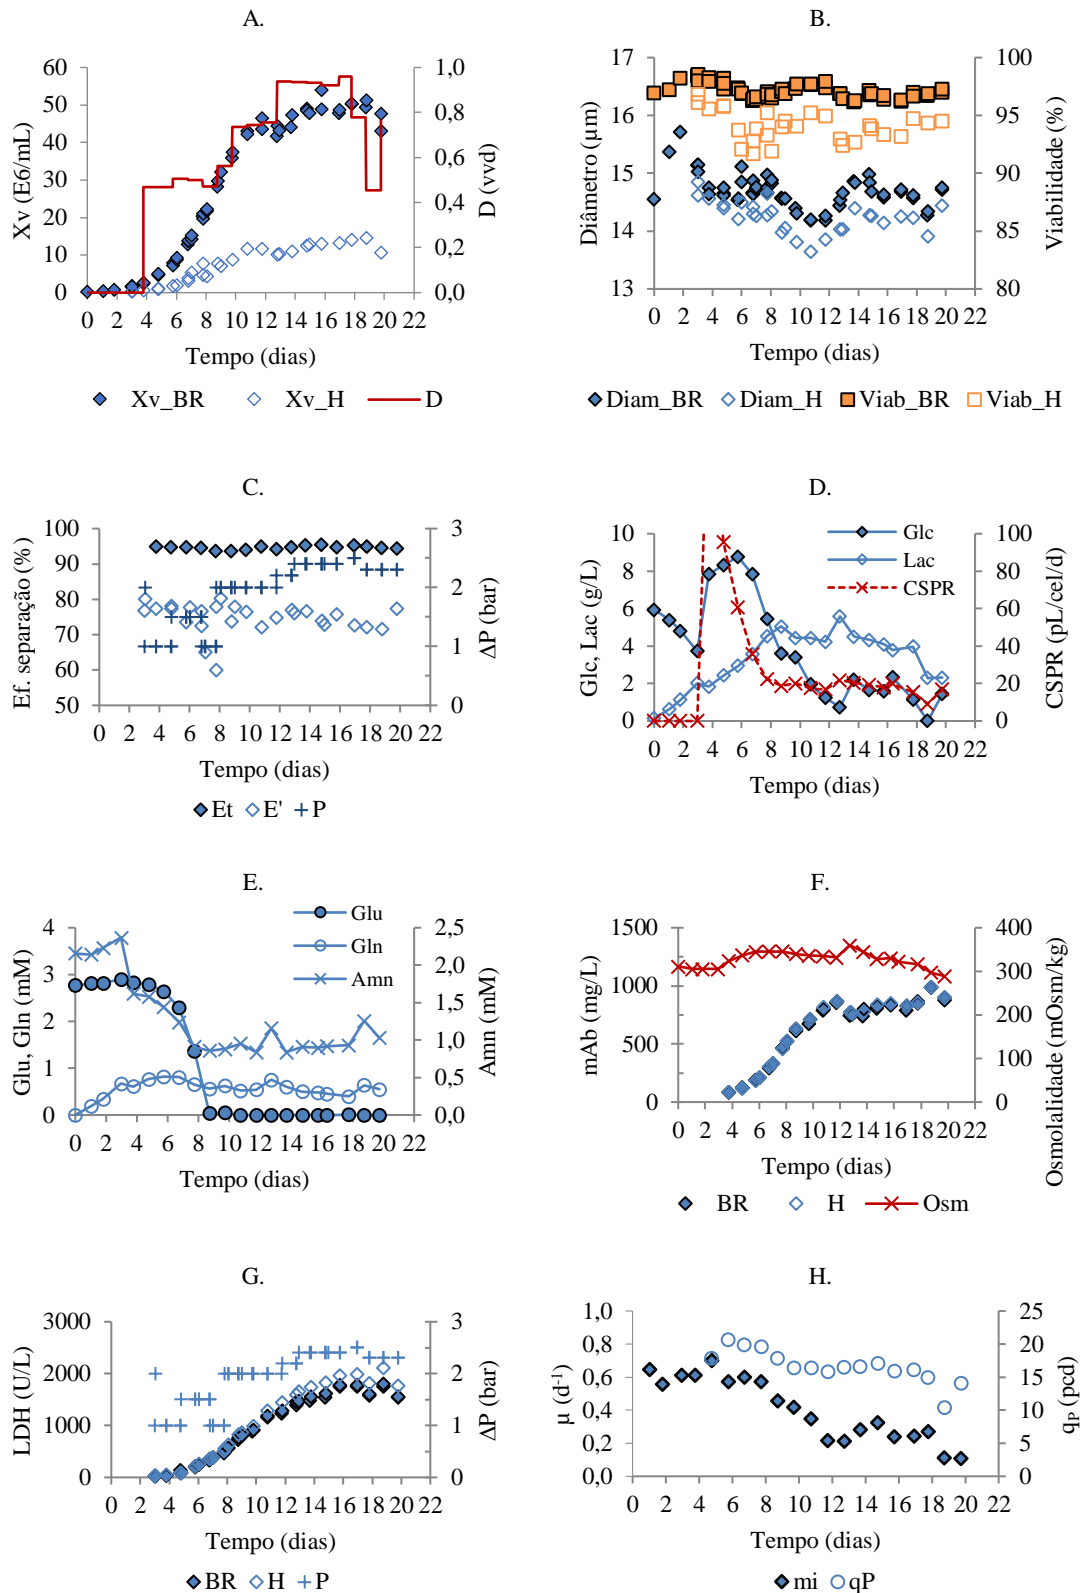 A.
60
50
40
30
20
10
0
Xv (E6/mL)
1,0
0,8
0,6
0,4
0,2
0,0
D (vvd)
0 2 4 6 8 10 12 14 16 18 20 22
Tempo (dias)
Xv_BR Xv_H D
B.
17
16
15
14
13
Diâmetro (µm)
100
95
90
85
80
Viabilidade (%)
0 2 4 6 8 10 12 14 16 18 20 22
Tempo (dias)
Diam_BR Diam_H Viab_BR Viab_H
C.
100
90
80
70
60
50
Ef. separação (%)
3
2
1
0
ΔP (bar)
0 2 4 6 8 10 12 14 16 18 20 22
Tempo (dias)
Et E' P
D.
10
8
6
4
2
0
Glc, Lac (g/L)
Glc
Lac
CSPR
100
80
60
40
20
0
CSPR (pL/cel/d)
0 2 4 6 8 10 12 14 16 18 20 22
Tempo (dias)
E.
4
3
2
1
0
Glu, Gln (mM)
Glu
Gln
Amn
2,5
2,0
1,5
1,0
0,5
0,0
Amn (mM)
0 2 4 6 8 10 12 14 16 18 20 22
Tempo (dias)
F.
1500
1000
500
0
mAb (mg/L)
400
300
200
100
0
Osmolalidade (mOsm/kg)
0 2 4 6 8 10 12 14 16 18 20 22
Tempo (dias)
BR H Osm
G.
3000
2000
1000
0
LDH (U/L)
3
2
1
0
ΔP (bar)
0 2 4 6 8 10 12 14 16 18 20 22
Tempo (dias)
BR H P
H.
1,0
0,8
0,6
0,4
0,2
0,0
µ (d⁻¹)
25
20
15
10
5
0
qP (pcd)
0 2 4 6 8 10 12 14 16 18 20 22
Tempo (dias)
mi qP